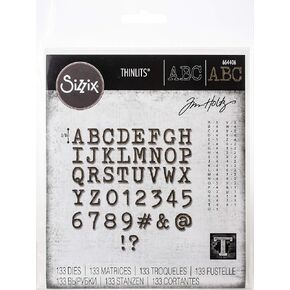 664406
Sizzix
THINLITS®
ABC ABC
Tim Holtz
ABCDEFGH
IJKLMNOP
QRSTUVWX
YZ012345
6789#&@
!?
T
133 DIES | 133 MATRICES | 133 TROQUELES | 133 FUSTELLE
133 ВЫРУБКИ | 133 STANZEN | 133 CORTANTES